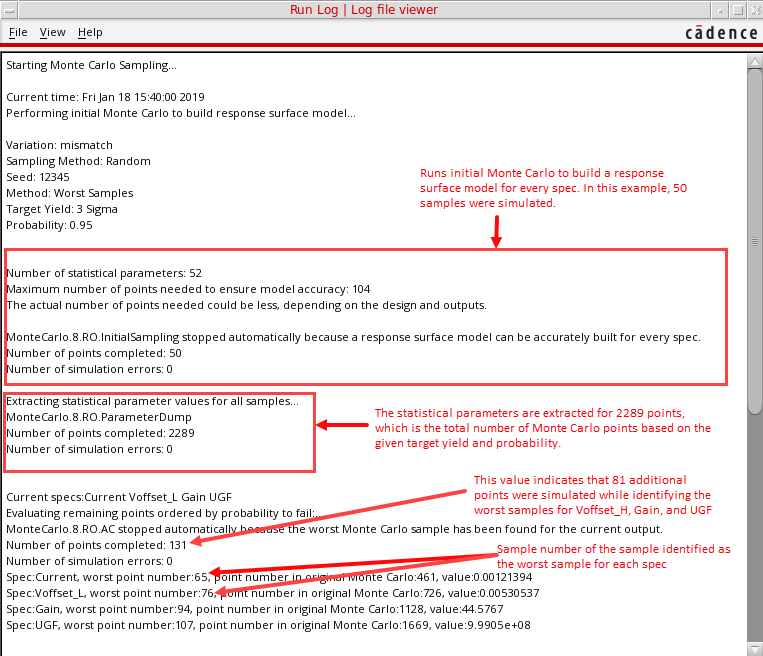 Run Log | Log file viewer
File View Help
cādence
Starting Monte Carlo Sampling...
Current time: Fri Jan 18 15:40:00 2019
Performing initial Monte Carlo to build response surface model...
Variation: mismatch
Sampling Method: Random
Seed: 12345
Method: Worst Samples
Target Yield: 3 Sigma
Probability: 0.95
Runs initial Monte Carlo to build a response
surface model for every spec. In this example, 50
samples were simulated.
Number of statistical parameters: 52
Maximum number of points needed to ensure model accuracy: 104
The actual number of points needed could be less, depending on the design and outputs.
MonteCarlo.8.RO.InitialSampling stopped automatically because a response surface model can be accurately built for every spec.
Number of points completed: 50
Number of simulation errors: 0
Extracting statistical parameter values for all samples...
MonteCarlo.8.RO.ParameterDump
Number of points completed: 2289
Number of simulation errors: 0
The statistical parameters are extracted for 2289 points,
which is the total number of Monte Carlo points based on the
given target yield and probability.
Current specs:Current Voffset_L Gain UGF
Evaluating remaining points ordered by probability to fail:..
MonteCarlo.8.RO.AC stopped automatically because the worst Monte Carlo sample has been found for the current output.
Number of points completed: 131
Number of simulation errors: 0
This value indicates that 81 additional
points were simulated while identifying the
worst samples for Voffset_H, Gain, and UGF
Sample number of the sample identified as
the worst sample for each spec
Spec:Current, worst point number:65, point number in original Monte Carlo:461, value:0.00121394
Spec:Voffset_L, worst point number:76, point number in original Monte Carlo:726, value:0.00530537
Spec:Gain, worst point number:94, point number in original Monte Carlo:1128, value:44.5767
Spec:UGF, worst point number:107, point number in original Monte Carlo:1669, value:9.9905e+08